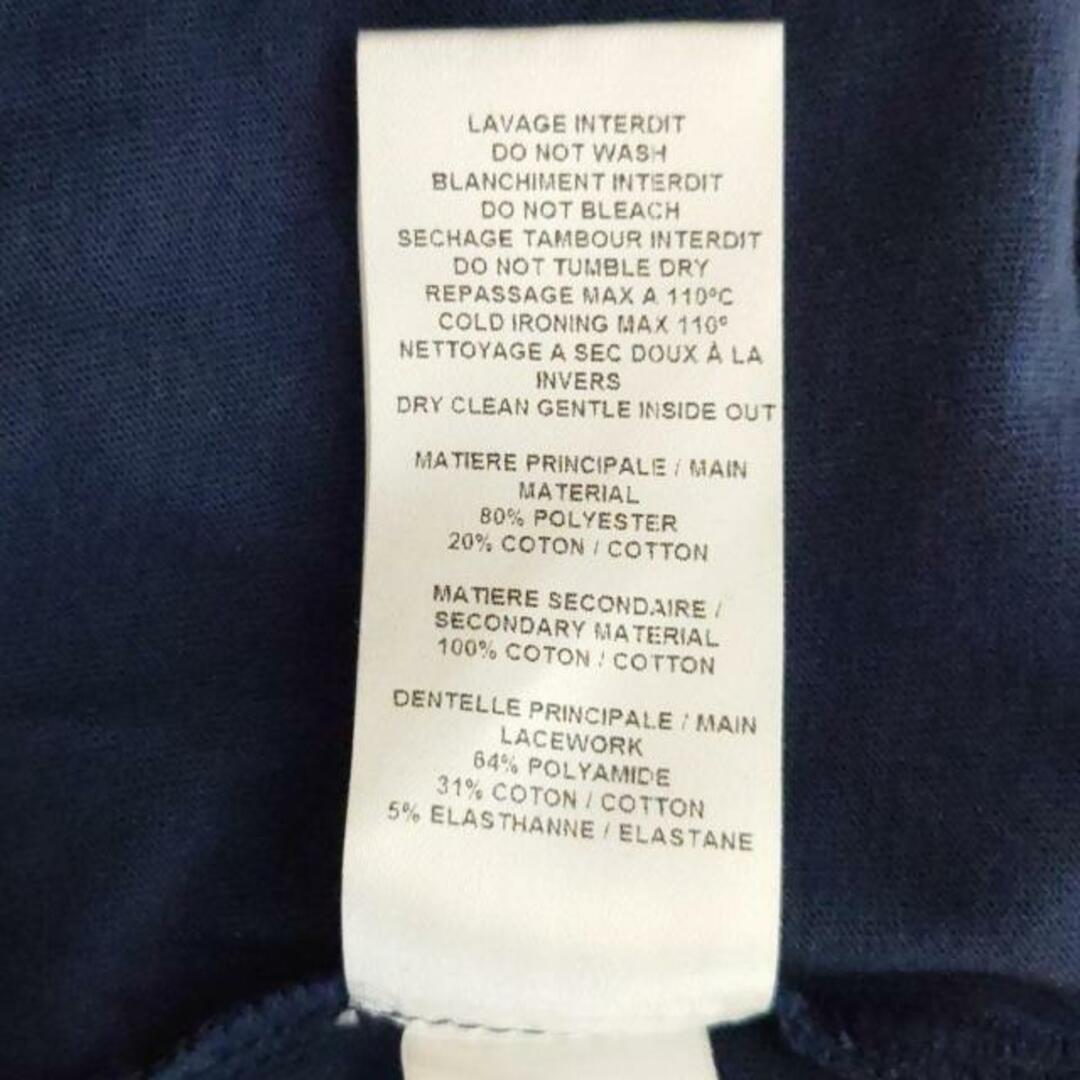 LAVAGE INTERDIT
DO NOT WASH
BLANCHIMENT INTERDIT
DO NOT BLEACH
SECHAGE TAMBOUR INTERDIT
DO NOT TUMBLE DRY
REPASSAGE MAX A 110°C
COLD IRONING MAX 110°
NETTOYAGE A SEC DOUX À LA
INVERS
DRY CLEAN GENTLE INSIDE OUT
MATIERE PRINCIPALE / MAIN
MATERIAL
80% POLYESTER
20% COTON / COTTON
MATIERE SECONDAIRE /
SECONDARY MATERIAL
100% COTON / COTTON
DENTELLE PRINCIPALE / MAIN
LACEWORK
64% POLYAMIDE
31% COTON / COTTON
5% ELASTHANNE / ELASTANE